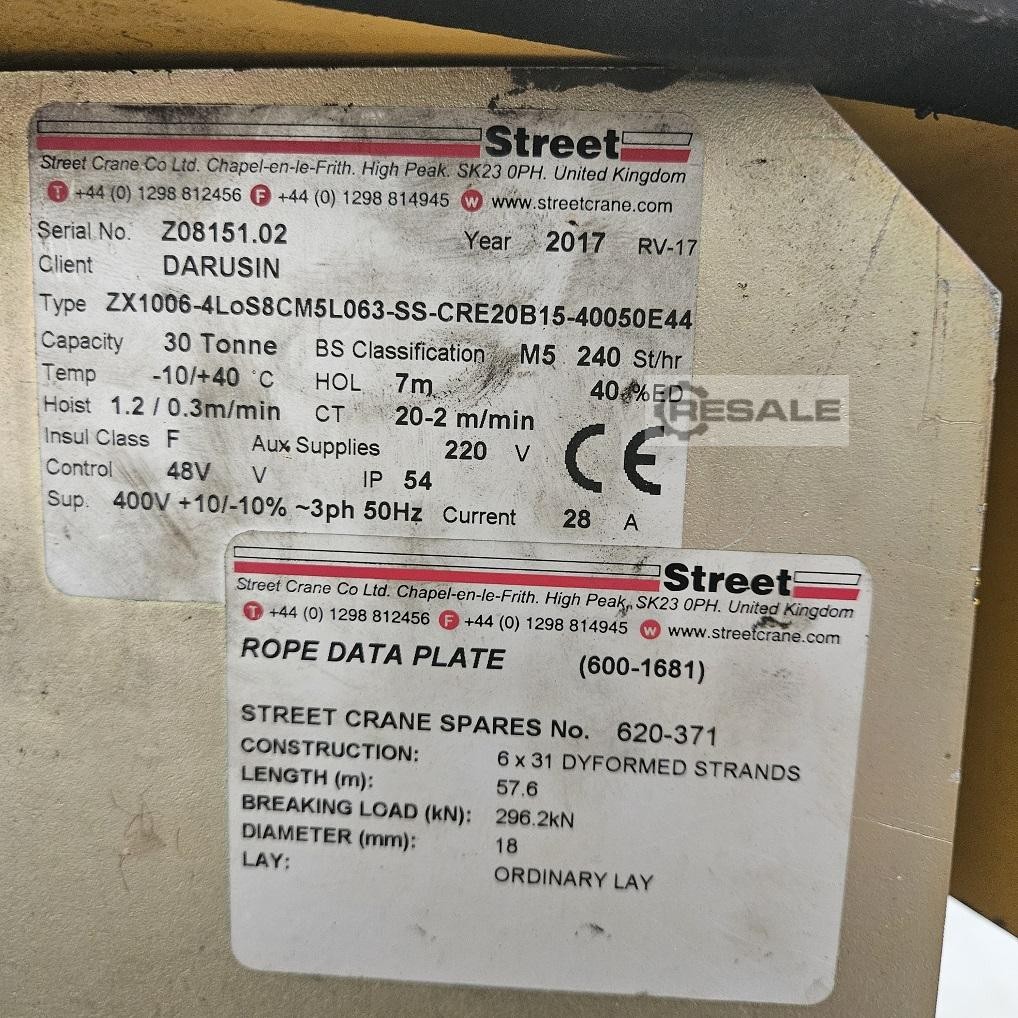 Street
Street Crane Co Ltd. Chapel-en-le-Frith. High Peak. SK23 0PH. United Kingdom
T +44 (0) 1298 812456 F +44 (0) 1298 814945 W www.streetcrane.com
Serial No. Z08151.02 Year 2017 RV-17
Client DARUSIN
Type ZX1006-4LoS8CM5L063-SS-CRE20B15-40050E44
Capacity 30 Tonne BS Classification M5 240 St/hr
Temp -10/+40 °C HOL 7m 40 %ED
Hoist 1.2 / 0.3m/min CT 20-2 m/min
Insul Class F Aux Supplies 220 V
Control 48V V IP 54
Sup. 400V +10/-10% ~3ph 50Hz Current 28 A
CE
RESALE
Street
Street Crane Co Ltd. Chapel-en-le-Frith. High Peak, SK23 0PH. United Kingdom
T +44 (0) 1298 812456 F +44 (0) 1298 814945 W www.streetcrane.com
ROPE DATA PLATE (600-1681)
STREET CRANE SPARES No. 620-371
CONSTRUCTION: 6 x 31 DYFORMED STRANDS
LENGTH (m): 57.6
BREAKING LOAD (kN): 296.2kN
DIAMETER (mm): 18
LAY: ORDINARY LAY